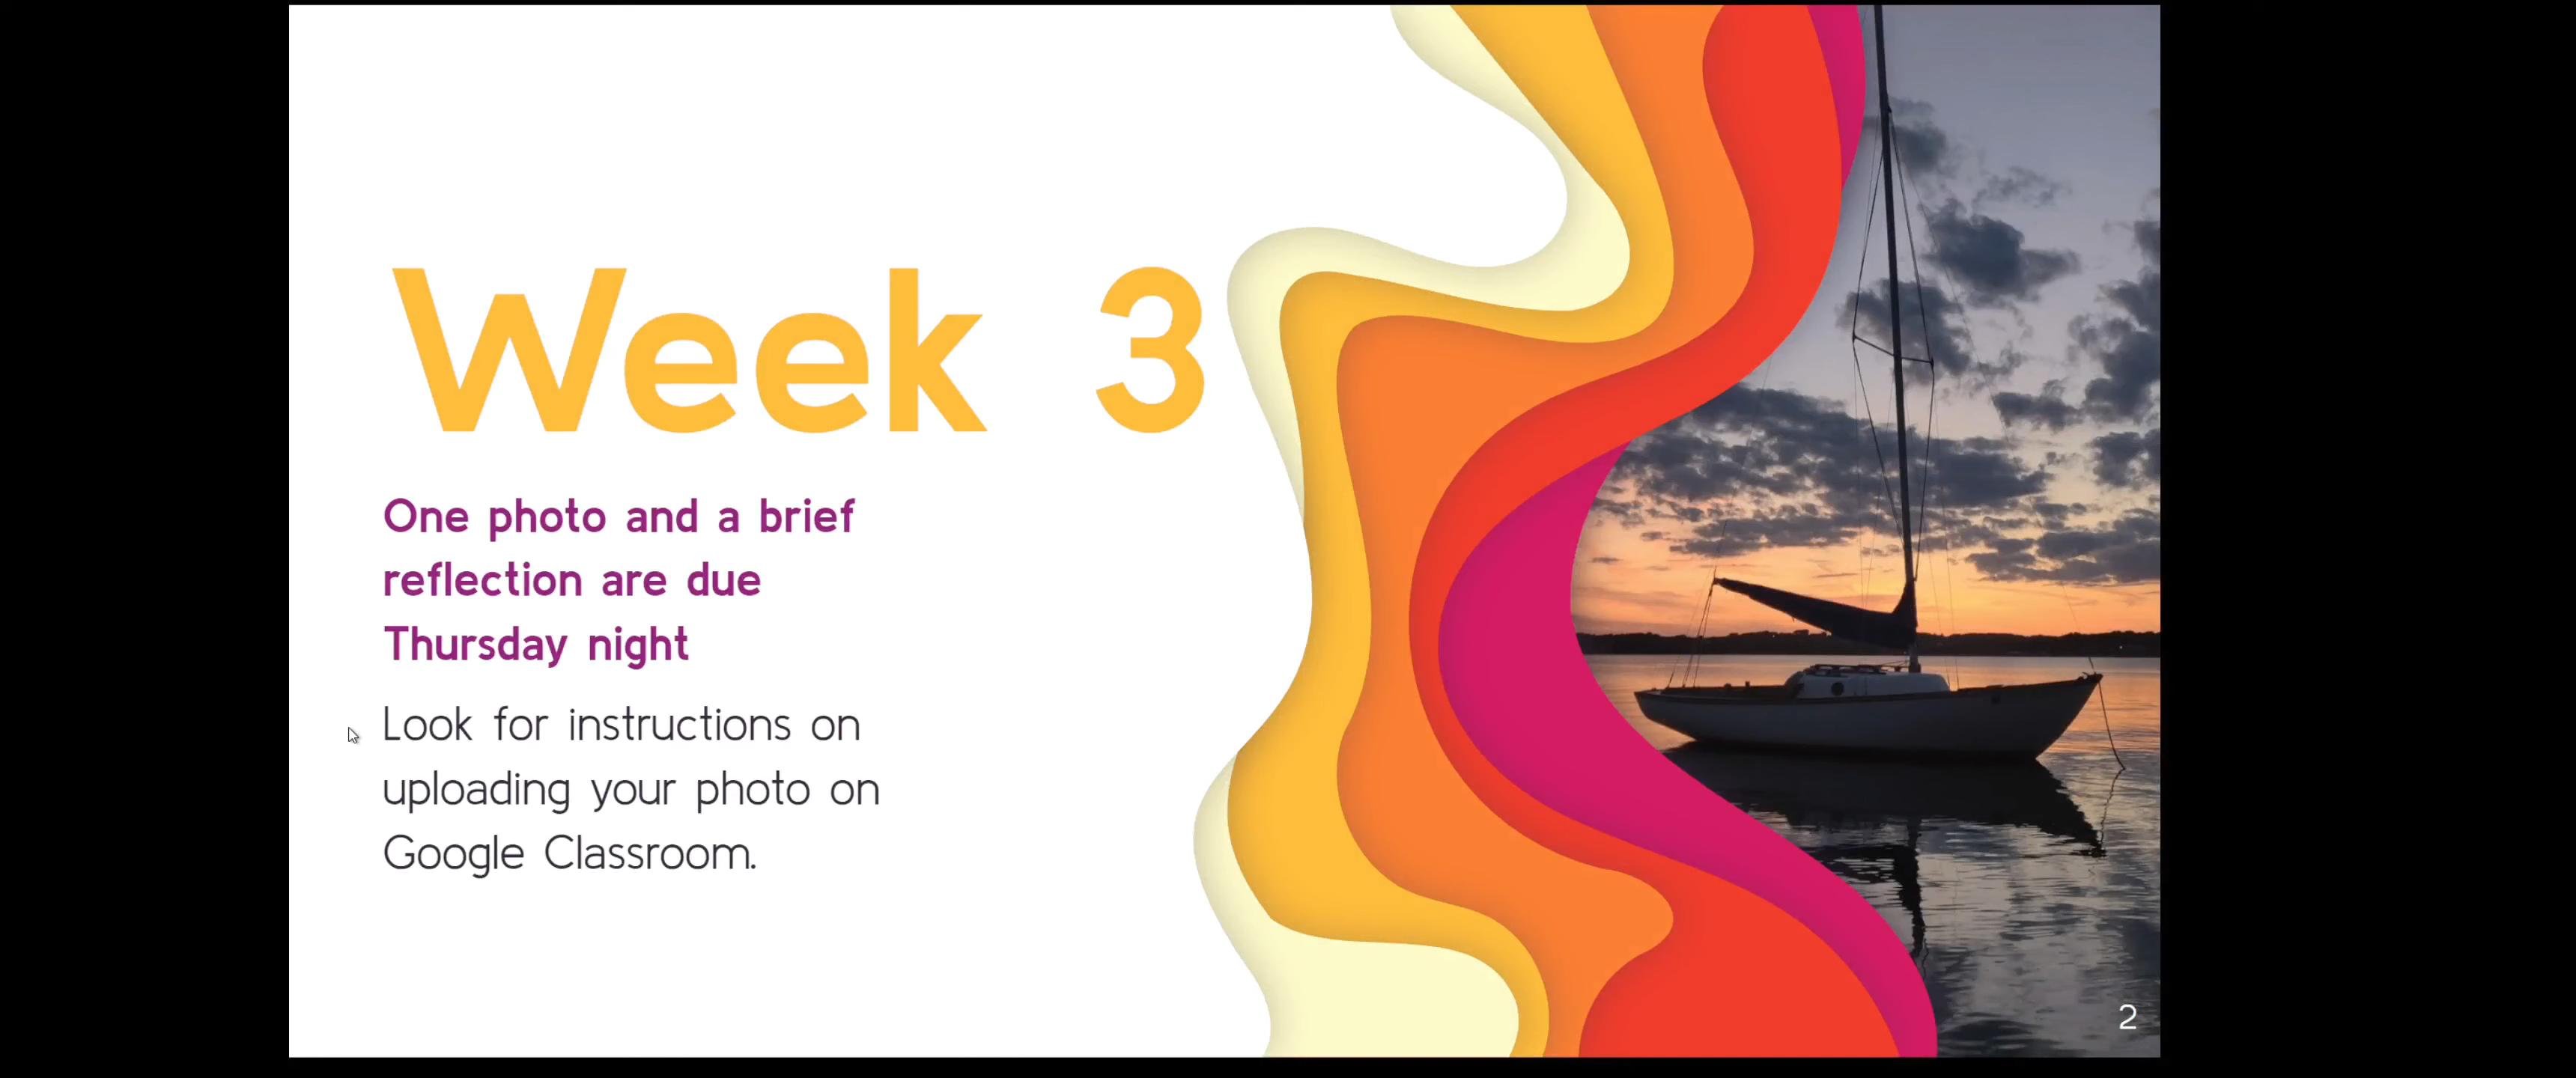 Week 3
One photo and a brief
reflection are due
Thursday night
Look for instructions on
uploading your photo on
Google Classroom.
2